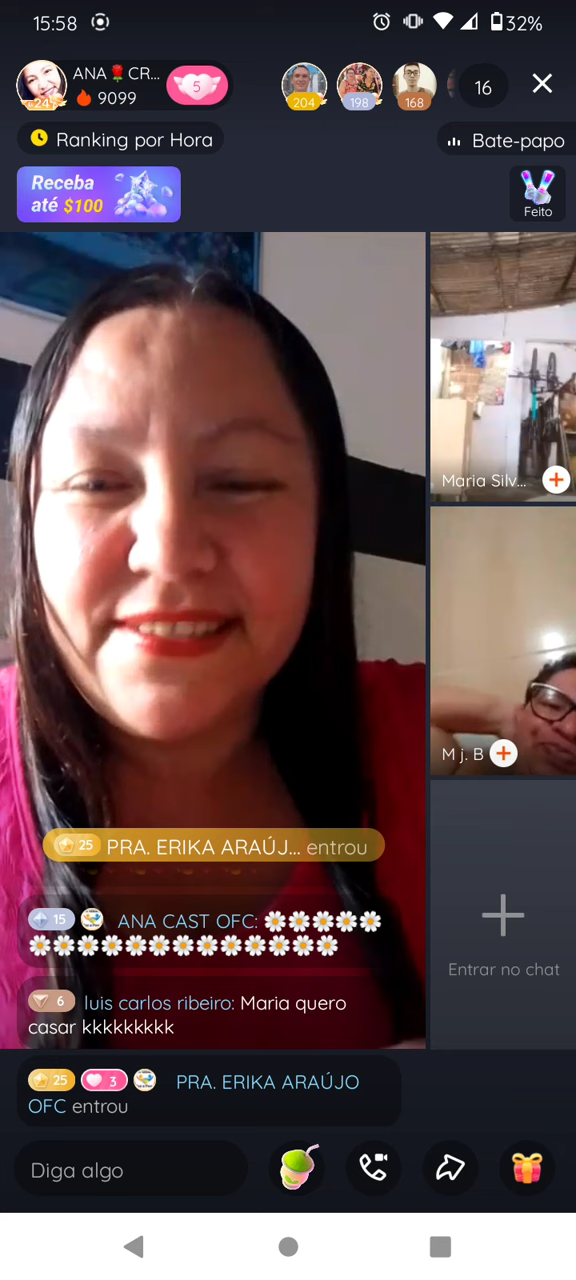 15:58
32%
ANA🌹CR...
24
🔥 9099
5
204
198
168
16
Ranking por Hora
Bate-papo
Receba
até $100
Feito
Maria Silv...
M j. B
25 PRA. ERIKA ARAÚJ... entrou
15 ANA CAST OFC: 🌼🌼🌼🌼🌼
🌼🌼🌼🌼🌼🌼🌼🌼🌼🌼🌼🌼🌼
6 luis carlos ribeiro: Maria quero
casar kkkkkkkkk
Entrar no chat
25 3 PRA. ERIKA ARAÚJO
OFC entrou
Diga algo